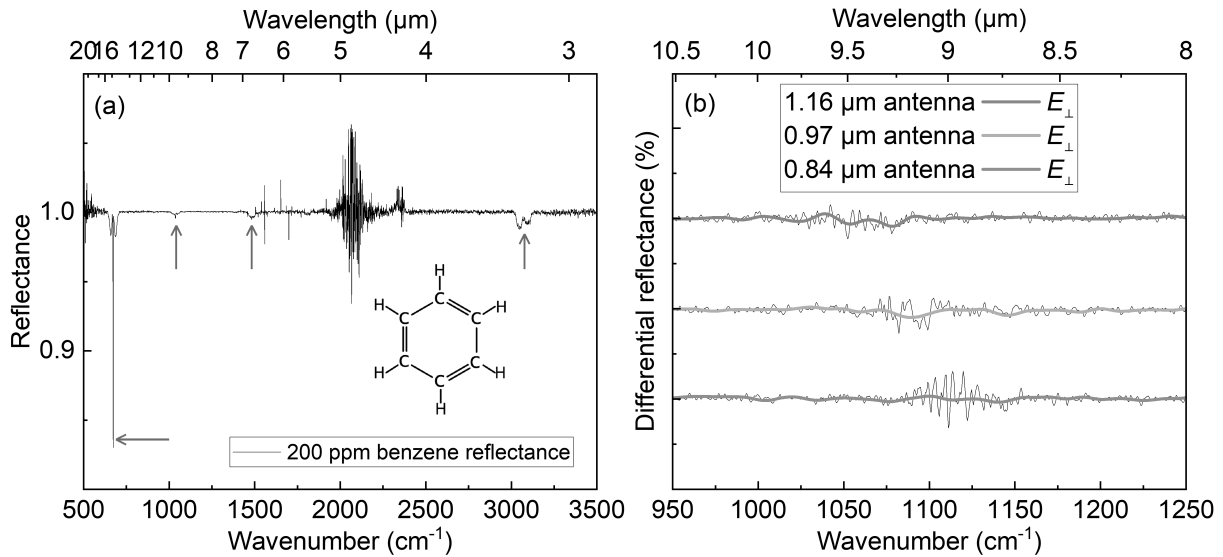 Wavelength (µm)
20 16 12 10 8 7 6 5 4 3
(a)
Reflectance
1.0
0.9
H
H H
C
C C
C C
H C H
H
200 ppm benzene reflectance
500 1000 1500 2000 2500 3000 3500
Wavenumber (cm⁻¹)
Wavelength (µm)
10.5 10 9.5 9 8.5 8
(b)
1.16 µm antenna E⊥
0.97 µm antenna E⊥
0.84 µm antenna E⊥
Differential reflectance (%)
950 1000 1050 1100 1150 1200 1250
Wavenumber (cm⁻¹)